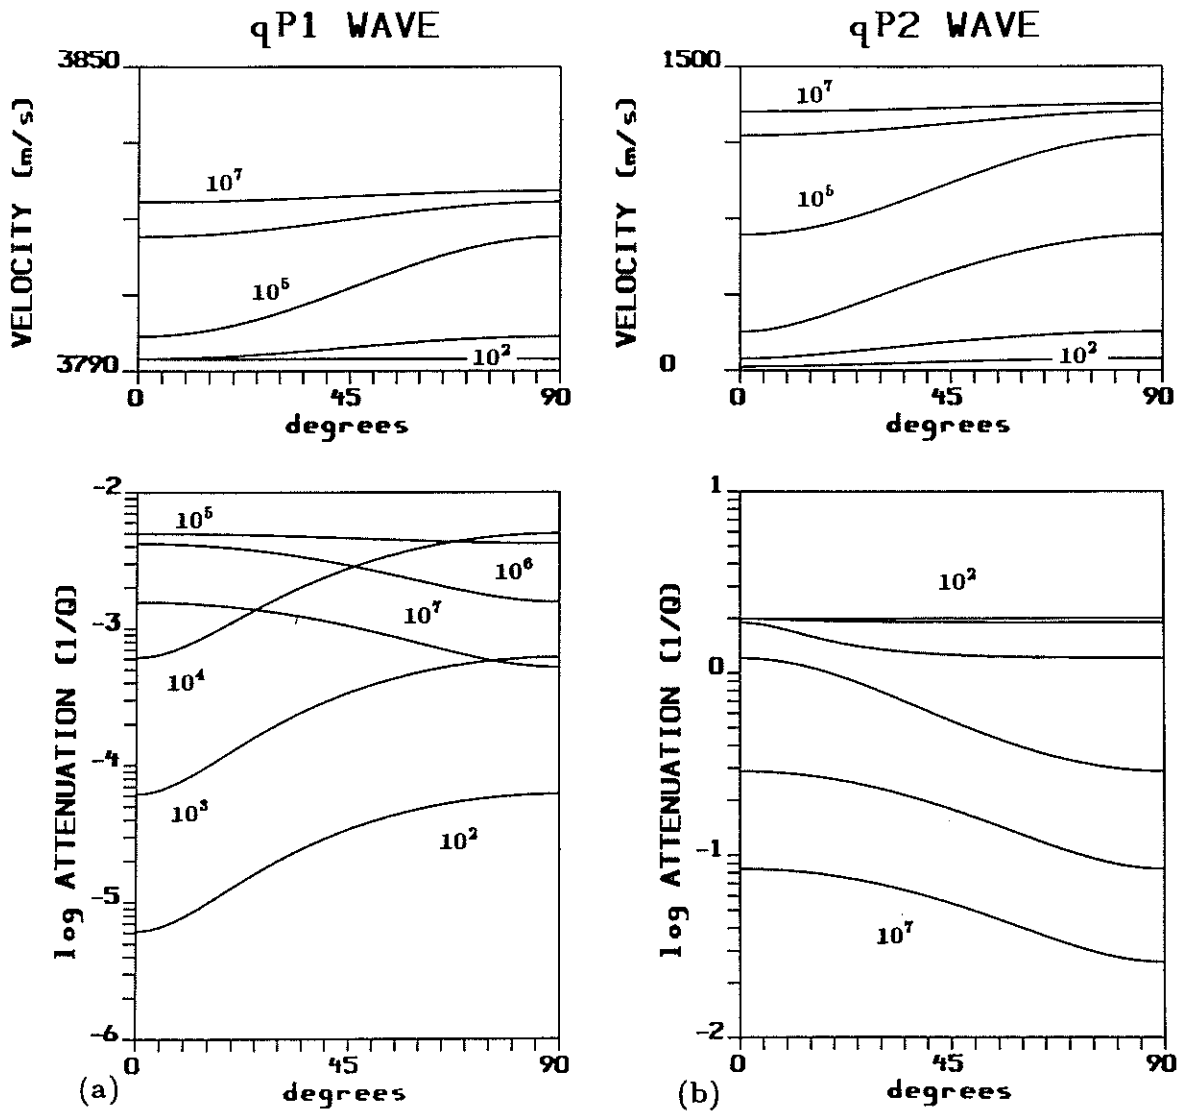 qP1 WAVE
3850
VELOCITY (m/s)
10⁷
10⁵
10²
3790
0 45 90
degrees
qP2 WAVE
1500
VELOCITY (m/s)
10⁷
10⁵
10²
0
0 45 90
degrees
-2
-3
-4
-5
-6
log ATTENUATION (1/Q)
10⁵
10⁶
10⁷
10⁴
10³
10²
0 45 90
degrees
(a)
1
0
-1
-2
log ATTENUATION (1/Q)
10²
10⁷
0 45 90
degrees
(b)